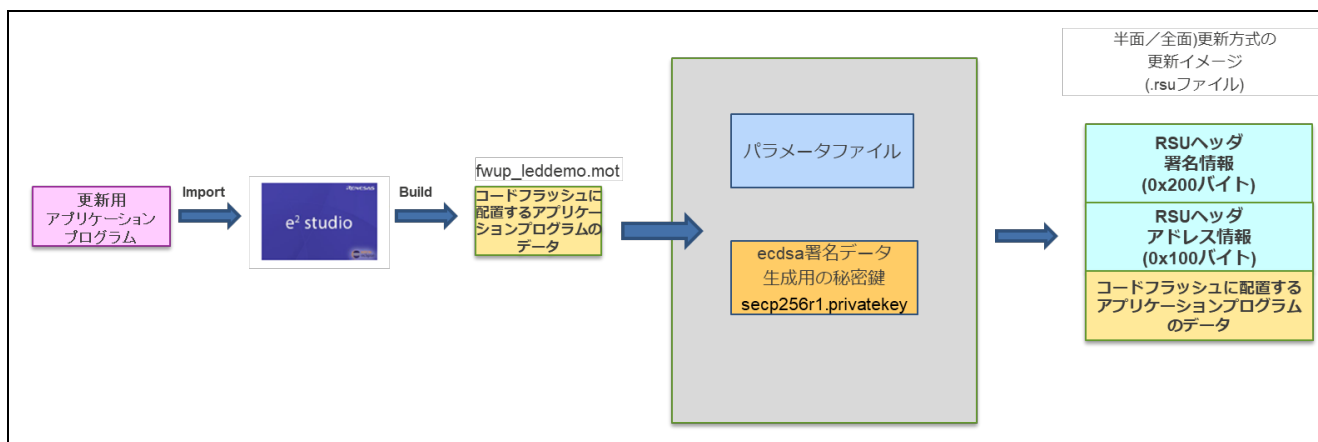 更新用
アプリケーション
プログラム
Import
RENESAS
e² studio
Build
fwup_leddemo.mot
コードフラッシュに
配置するアプリケー
ションプログラムの
データ
パラメータファイル
ecdsa署名データ
生成用の秘密鍵
secp256r1.privatekey
半面／全面)更新方式の
更新イメージ
(.rsuファイル)
RSUヘッダ
署名情報
(0x200バイト)
RSUヘッダ
アドレス情報
(0x100バイト)
コードフラッシュに配置する
アプリケーションプログラム
のデータ